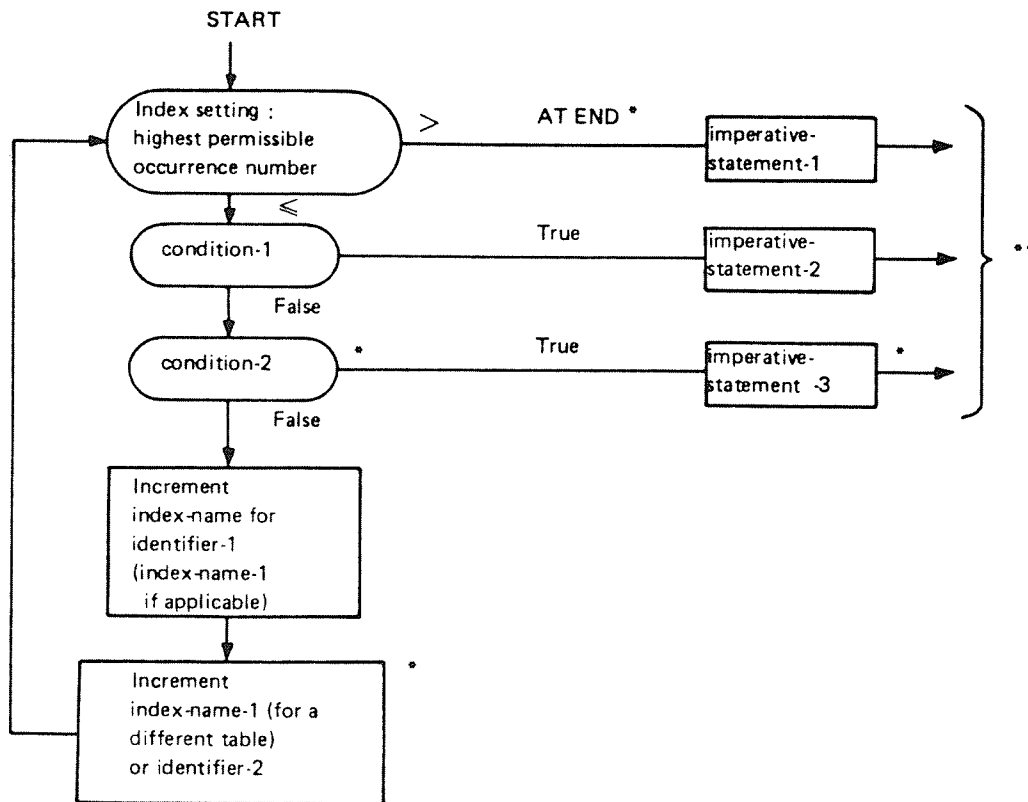 START
Index setting :
highest permissible
occurrence number
>
AT END *
imperative-
statement-1
≤
condition-1
True
imperative-
statement-2
**
False
condition-2
*
True
imperative-
statement -3
*
False
Increment
index-name for
identifier-1
(index-name-1
if applicable)
*
Increment
index-name-1 (for a
different table)
or identifier-2